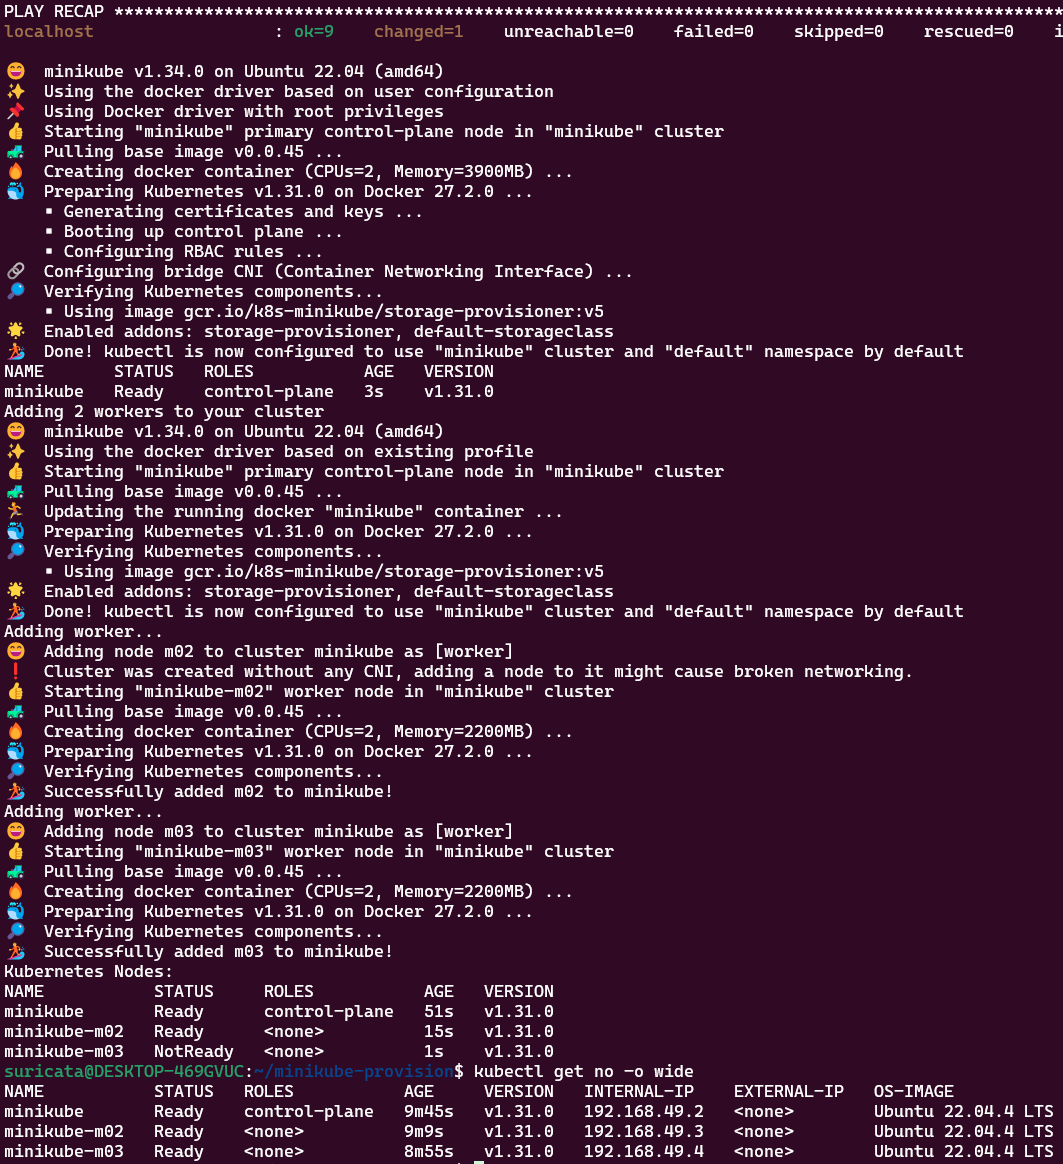 PLAY RECAP ***********************************************************************************************
localhost                  : ok=9    changed=1    unreachable=0    failed=0    skipped=0    rescued=0    i
😄  minikube v1.34.0 on Ubuntu 22.04 (amd64)
✨  Using the docker driver based on user configuration
📌  Using Docker driver with root privileges
👍  Starting "minikube" primary control-plane node in "minikube" cluster
🚜  Pulling base image v0.0.45 ...
🔥  Creating docker container (CPUs=2, Memory=3900MB) ...
🐳  Preparing Kubernetes v1.31.0 on Docker 27.2.0 ...
    ▪ Generating certificates and keys ...
    ▪ Booting up control plane ...
    ▪ Configuring RBAC rules ...
🔗  Configuring bridge CNI (Container Networking Interface) ...
🔎  Verifying Kubernetes components...
    ▪ Using image gcr.io/k8s-minikube/storage-provisioner:v5
🌟  Enabled addons: storage-provisioner, default-storageclass
🏄  Done! kubectl is now configured to use "minikube" cluster and "default" namespace by default
NAME       STATUS   ROLES           AGE   VERSION
minikube   Ready    control-plane   3s    v1.31.0
Adding 2 workers to your cluster
😄  minikube v1.34.0 on Ubuntu 22.04 (amd64)
✨  Using the docker driver based on existing profile
👍  Starting "minikube" primary control-plane node in "minikube" cluster
🚜  Pulling base image v0.0.45 ...
🏃  Updating the running docker "minikube" container ...
🐳  Preparing Kubernetes v1.31.0 on Docker 27.2.0 ...
🔎  Verifying Kubernetes components...
    ▪ Using image gcr.io/k8s-minikube/storage-provisioner:v5
🌟  Enabled addons: storage-provisioner, default-storageclass
🏄  Done! kubectl is now configured to use "minikube" cluster and "default" namespace by default
Adding worker...
😄  Adding node m02 to cluster minikube as [worker]
❗  Cluster was created without any CNI, adding a node to it might cause broken networking.
👍  Starting "minikube-m02" worker node in "minikube" cluster
🚜  Pulling base image v0.0.45 ...
🔥  Creating docker container (CPUs=2, Memory=2200MB) ...
🐳  Preparing Kubernetes v1.31.0 on Docker 27.2.0 ...
🔎  Verifying Kubernetes components...
🏄  Successfully added m02 to minikube!
Adding worker...
😄  Adding node m03 to cluster minikube as [worker]
👍  Starting "minikube-m03" worker node in "minikube" cluster
🚜  Pulling base image v0.0.45 ...
🔥  Creating docker container (CPUs=2, Memory=2200MB) ...
🐳  Preparing Kubernetes v1.31.0 on Docker 27.2.0 ...
🔎  Verifying Kubernetes components...
🏄  Successfully added m03 to minikube!
Kubernetes Nodes:
NAME           STATUS     ROLES           AGE   VERSION
minikube       Ready      control-plane   51s   v1.31.0
minikube-m02   Ready      <none>          15s   v1.31.0
minikube-m03   NotReady   <none>          1s    v1.31.0
suricata@DESKTOP-469GVUC:~/minikube-provision$ kubectl get no -o wide
NAME           STATUS   ROLES           AGE     VERSION   INTERNAL-IP    EXTERNAL-IP   OS-IMAGE
minikube       Ready    control-plane   9m45s   v1.31.0   192.168.49.2   <none>        Ubuntu 22.04.4 LTS
minikube-m02   Ready    <none>          9m9s    v1.31.0   192.168.49.3   <none>        Ubuntu 22.04.4 LTS
minikube-m03   Ready    <none>          8m55s   v1.31.0   192.168.49.4   <none>        Ubuntu 22.04.4 LTS